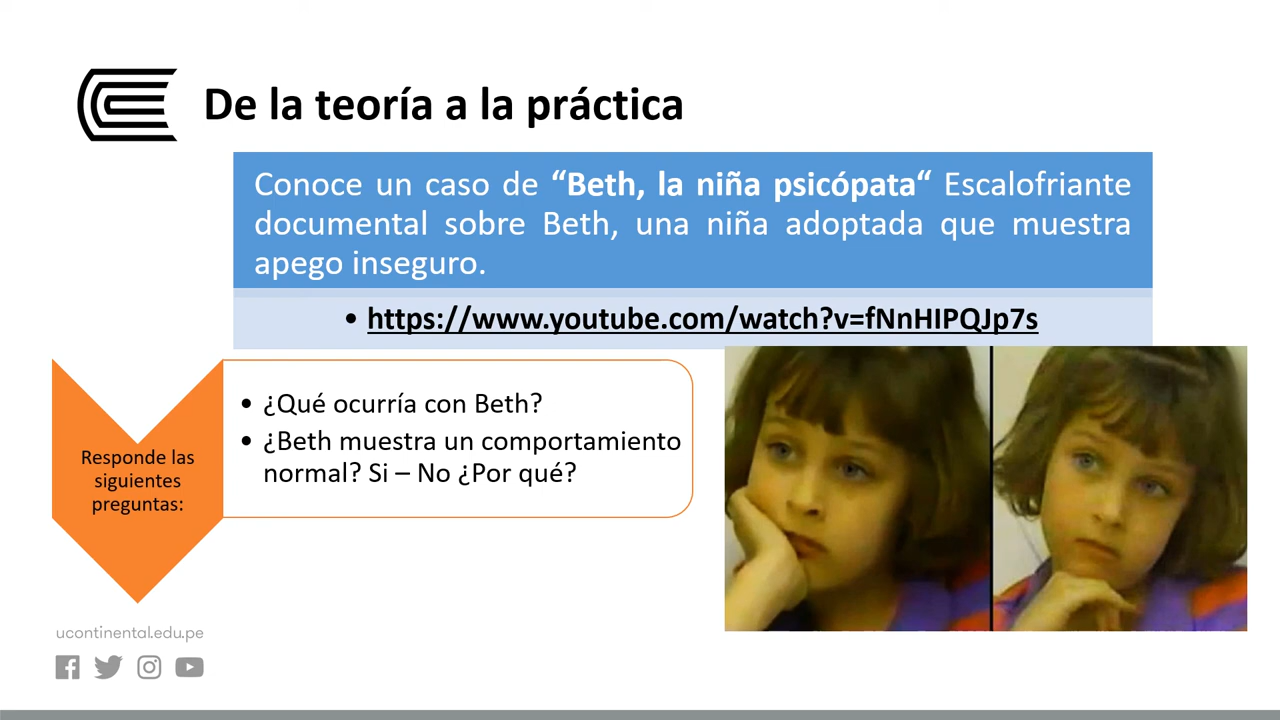 De la teoría a la práctica
Conoce un caso de “Beth, la niña psicópata“ Escalofriante
documental sobre Beth, una niña adoptada que muestra
apego inseguro.
• https://www.youtube.com/watch?v=fNnHIPQJp7s
• ¿Qué ocurría con Beth?
• ¿Beth muestra un comportamiento
normal? Si – No ¿Por qué?
Responde las
siguientes
preguntas:
ucontinental.edu.pe